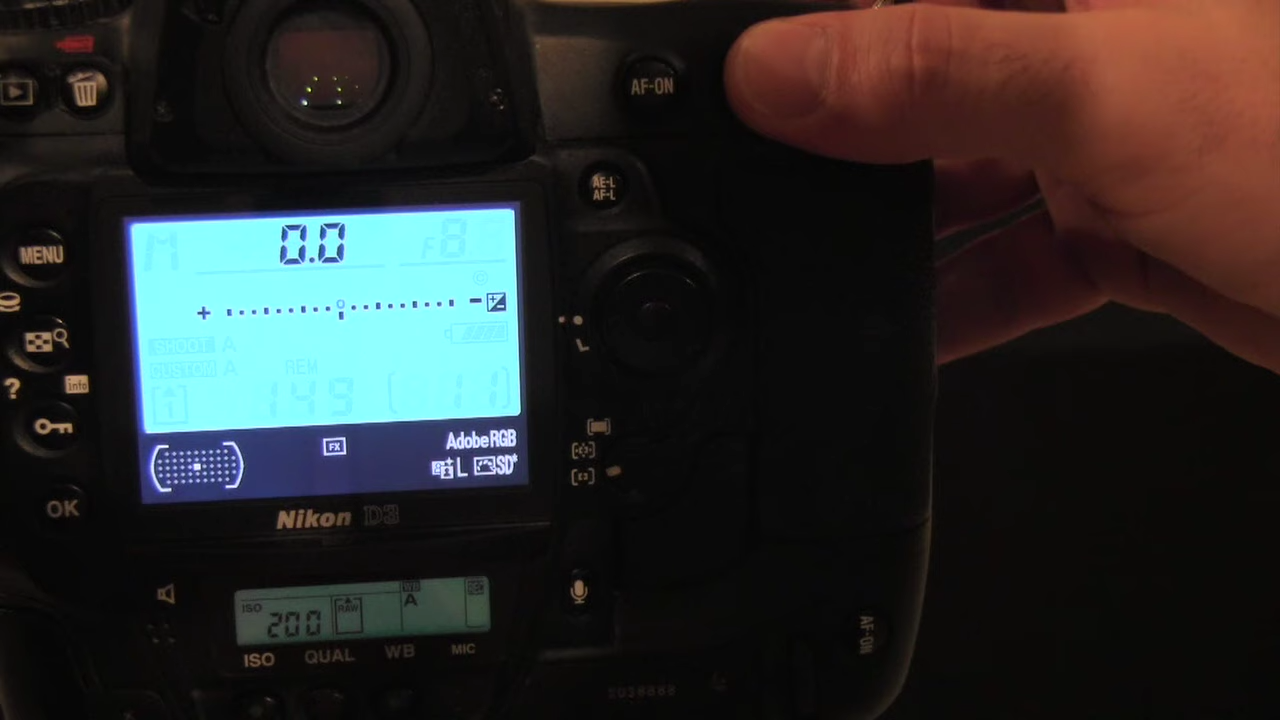 AF-ON
AE-L
AF-L
MENU
M 0.0 F8
+ -
SHOOT A
CUSTOM A REM
149 [ 11]
? info
FX AdobeRGB
L SD*
OK
Nikon D3
ISO 200 RAW WB A
ISO QUAL WB MIC
L
AF-ON